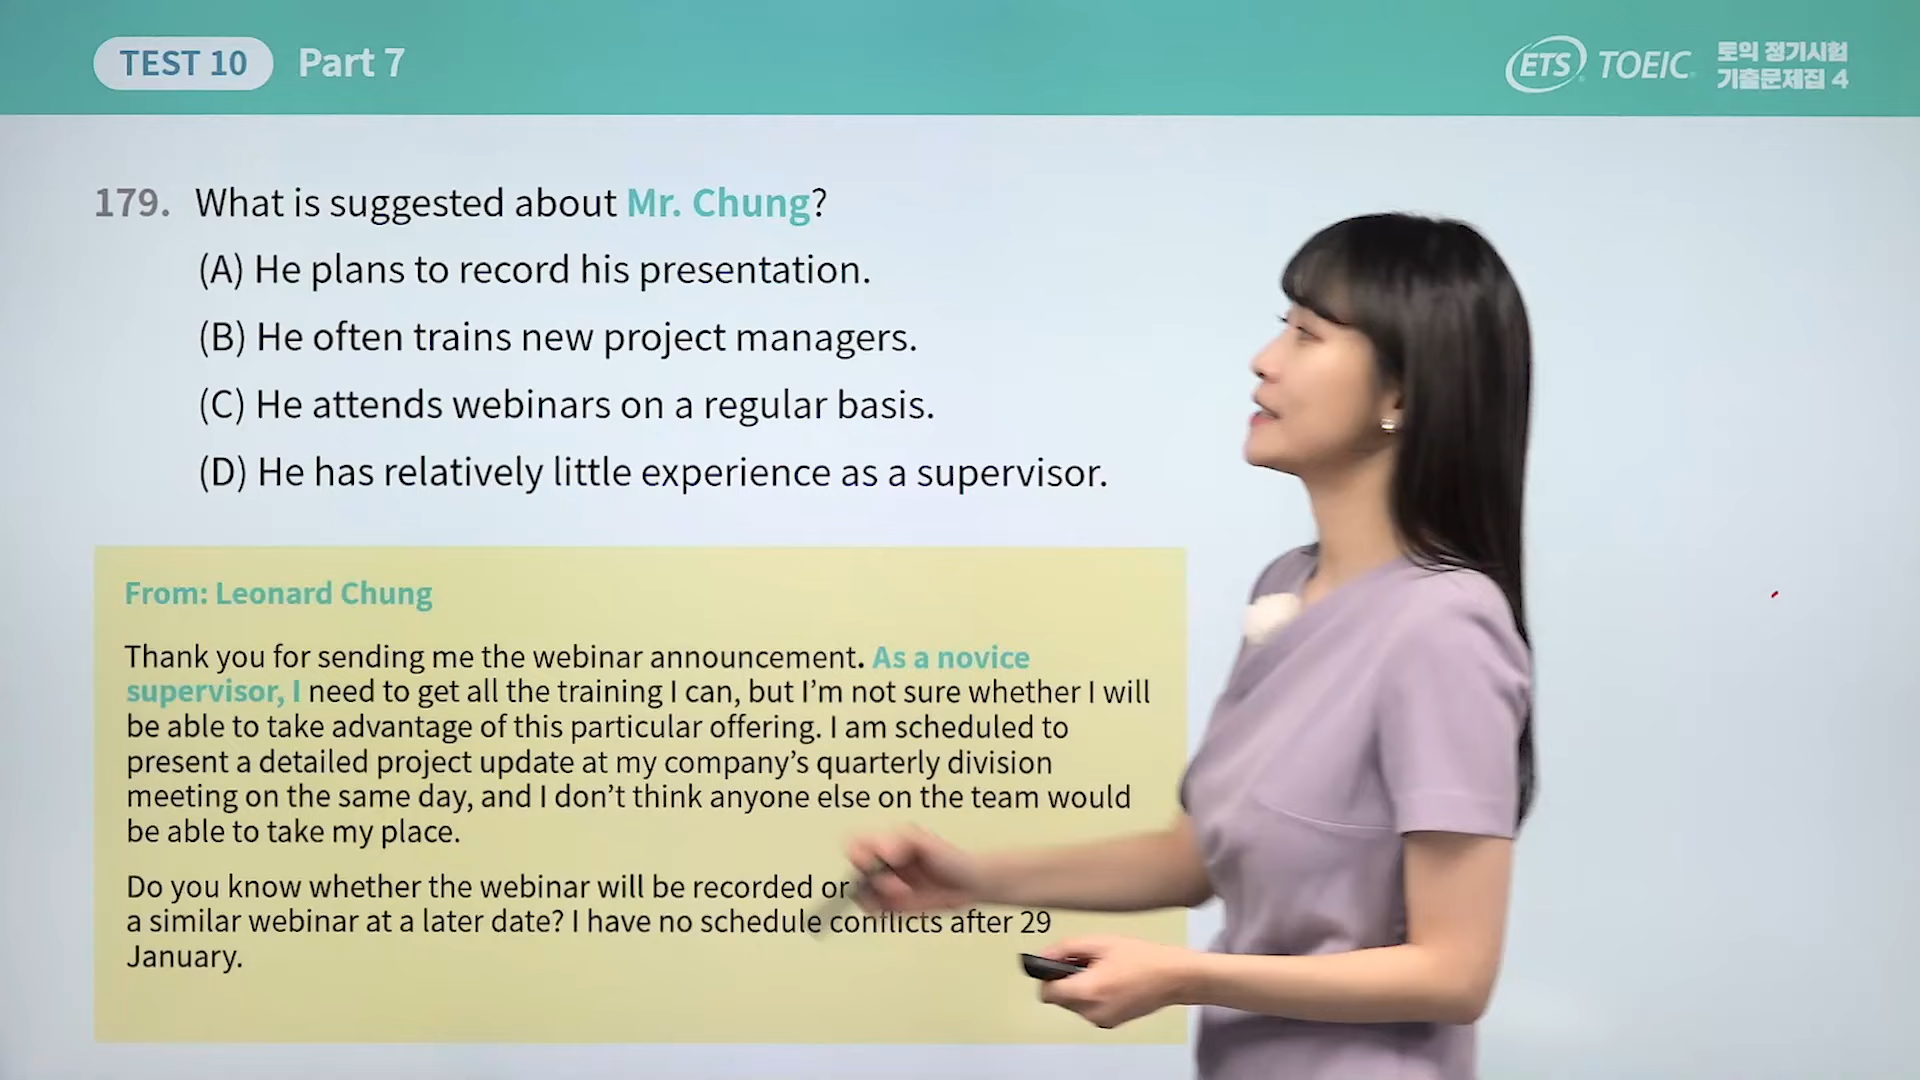 TEST 10 Part 7
ETS TOEIC 토익 정기시험
기출문제집 4
179. What is suggested about Mr. Chung?
(A) He plans to record his presentation.
(B) He often trains new project managers.
(C) He attends webinars on a regular basis.
(D) He has relatively little experience as a supervisor.
From: Leonard Chung
Thank you for sending me the webinar announcement. As a novice
supervisor, I need to get all the training I can, but I’m not sure whether I will
be able to take advantage of this particular offering. I am scheduled to
present a detailed project update at my company’s quarterly division
meeting on the same day, and I don’t think anyone else on the team would
be able to take my place.
Do you know whether the webinar will be recorded or
a similar webinar at a later date? I have no schedule conflicts after 29
January.